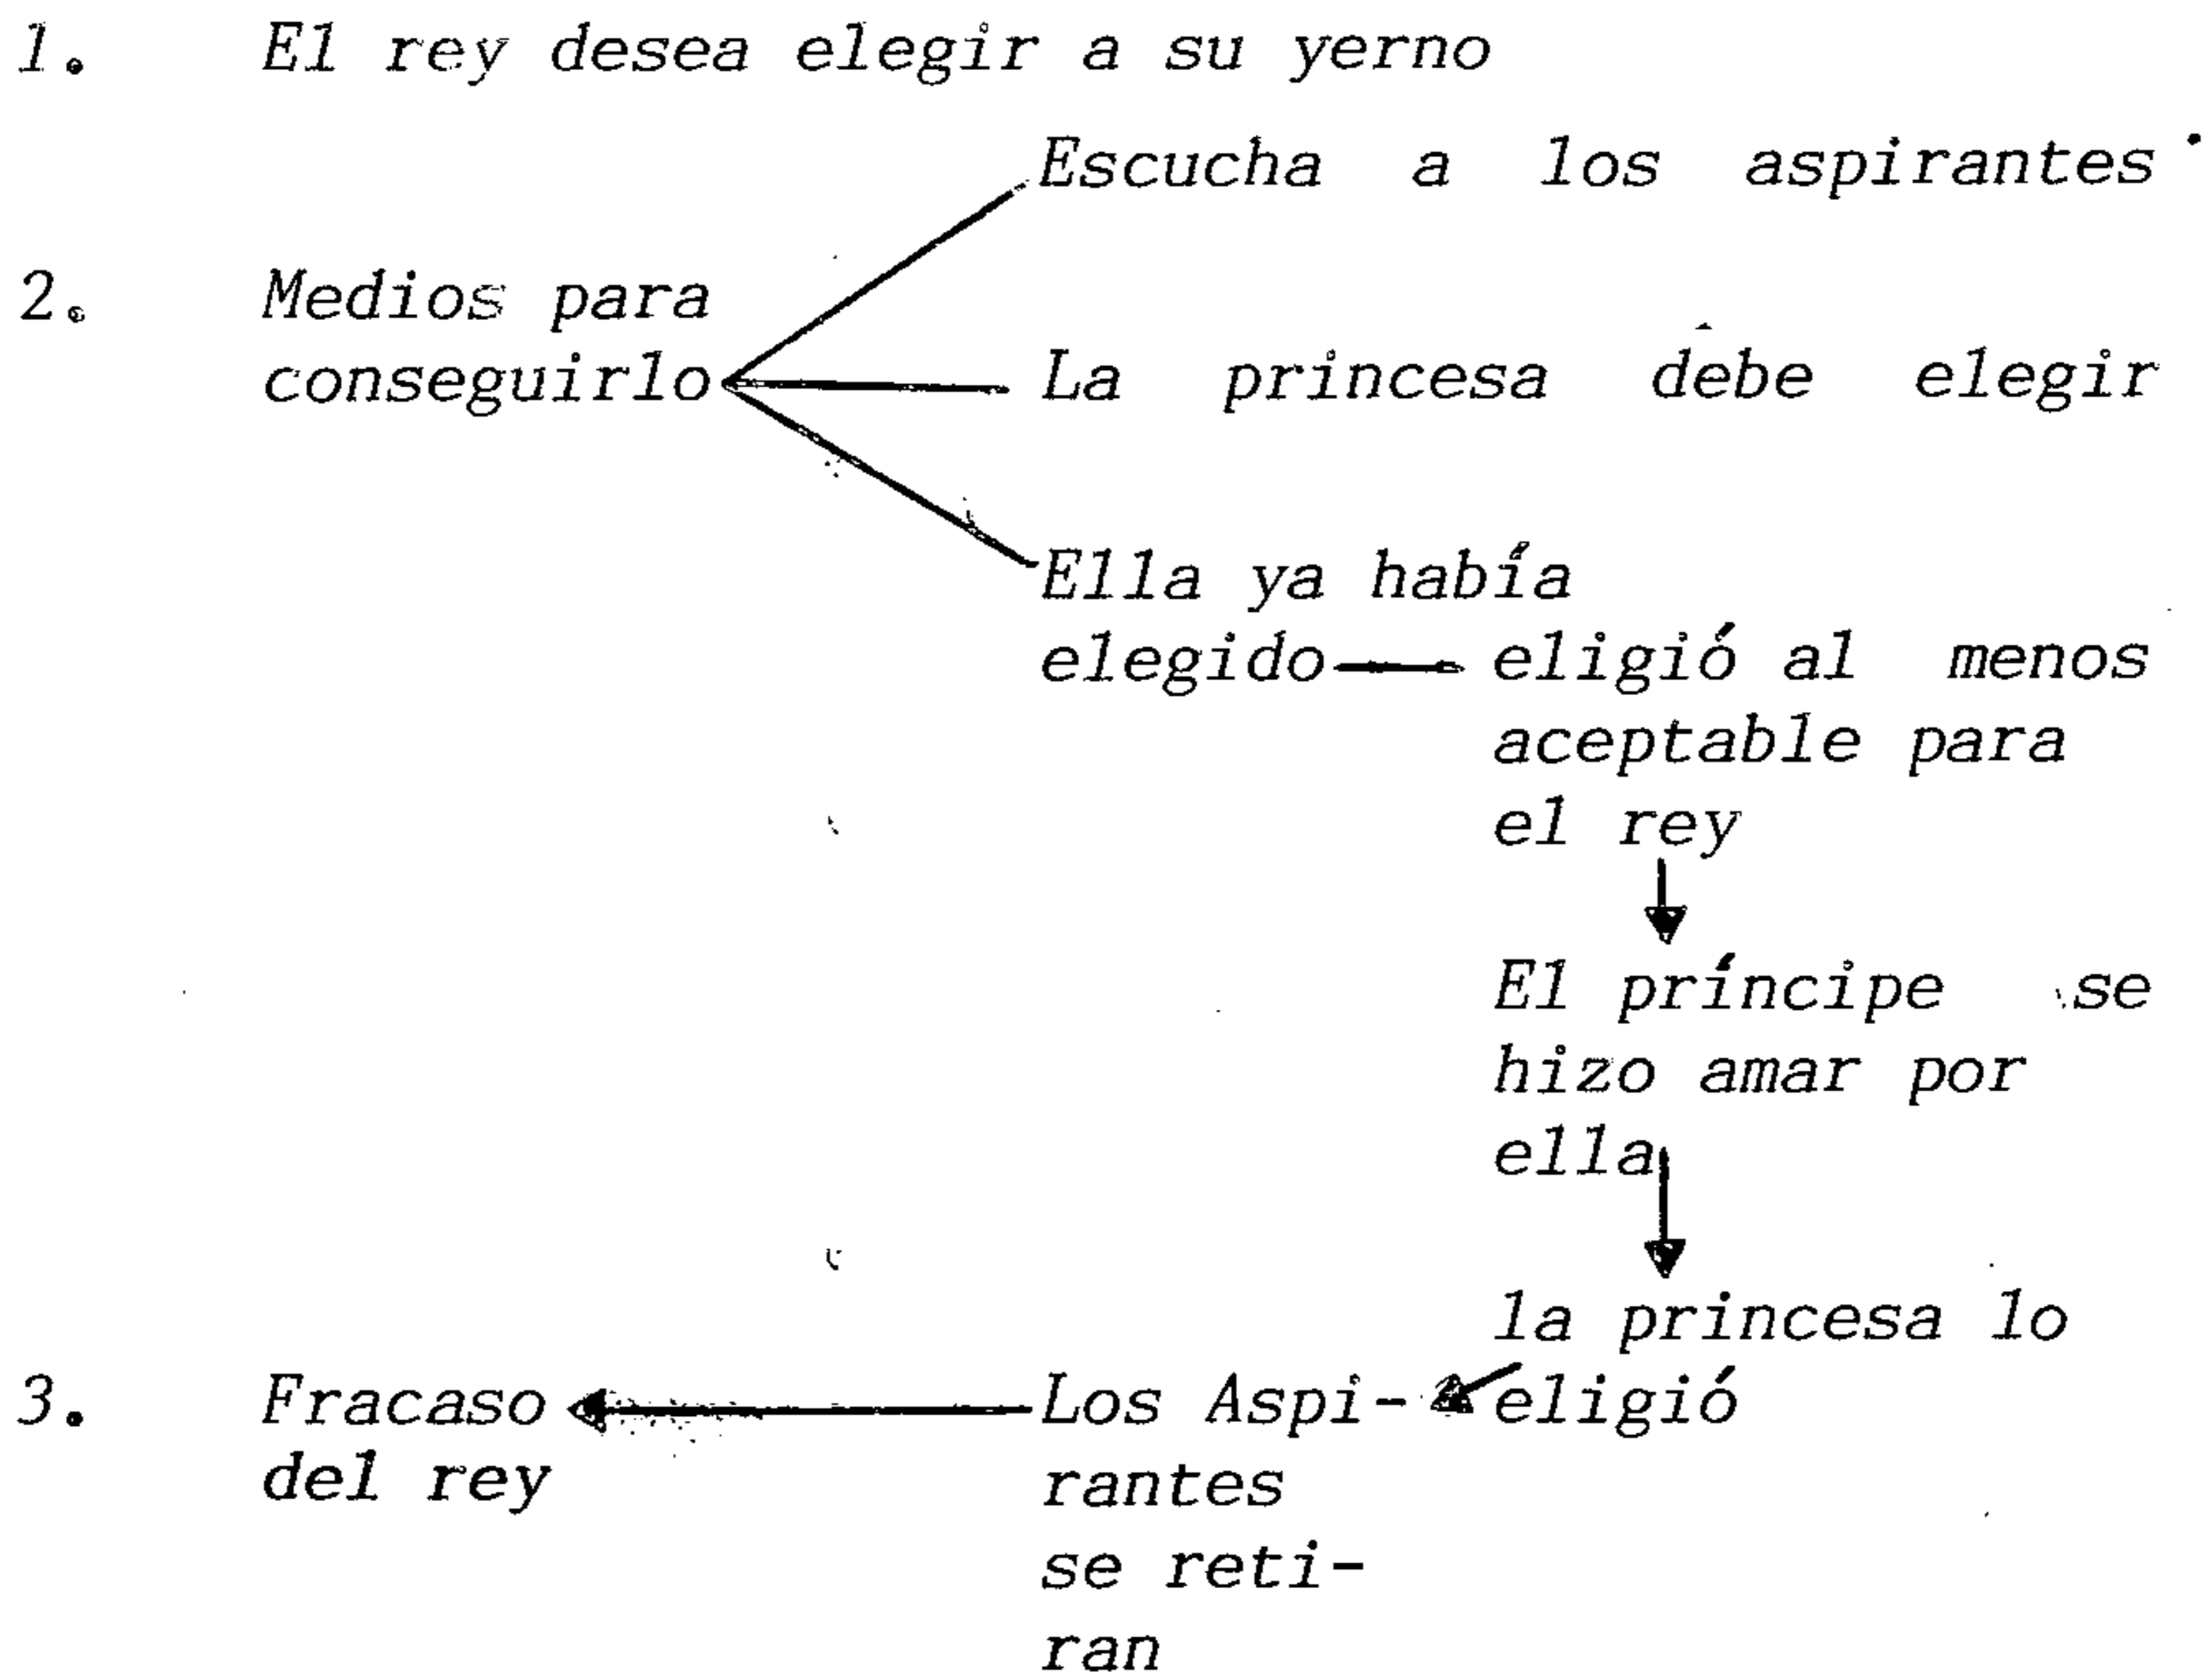 1. El rey desea elegir a su yerno
Escucha a los aspirantes
2. Medios para
conseguirlo
La princesa debe elegir
Ella ya había
elegido
eligió al menos
aceptable para
el rey
El príncipe se
hizo amar por
ella
la princesa lo
eligió
Los Aspi-
rantes
se reti-
ran
3. Fracaso
del rey